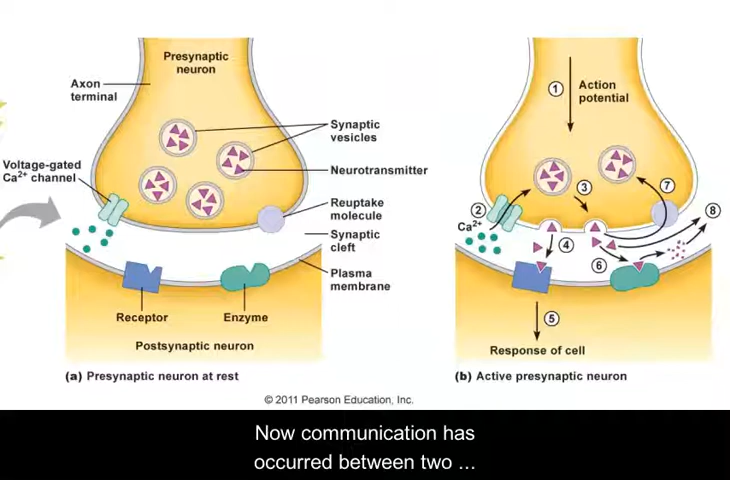 Presynaptic
neuron
Axon
terminal
Synaptic
vesicles
Voltage-gated
Ca2+ channel
Neurotransmitter
Reuptake
molecule
Synaptic
cleft
Plasma
membrane
Receptor
Enzyme
Postsynaptic neuron
(a) Presynaptic neuron at rest
1
Action
potential
3
7
2
Ca2+
8
4
6
5
Response of cell
(b) Active presynaptic neuron
© 2011 Pearson Education, Inc.
Now communication has
occurred between two ...